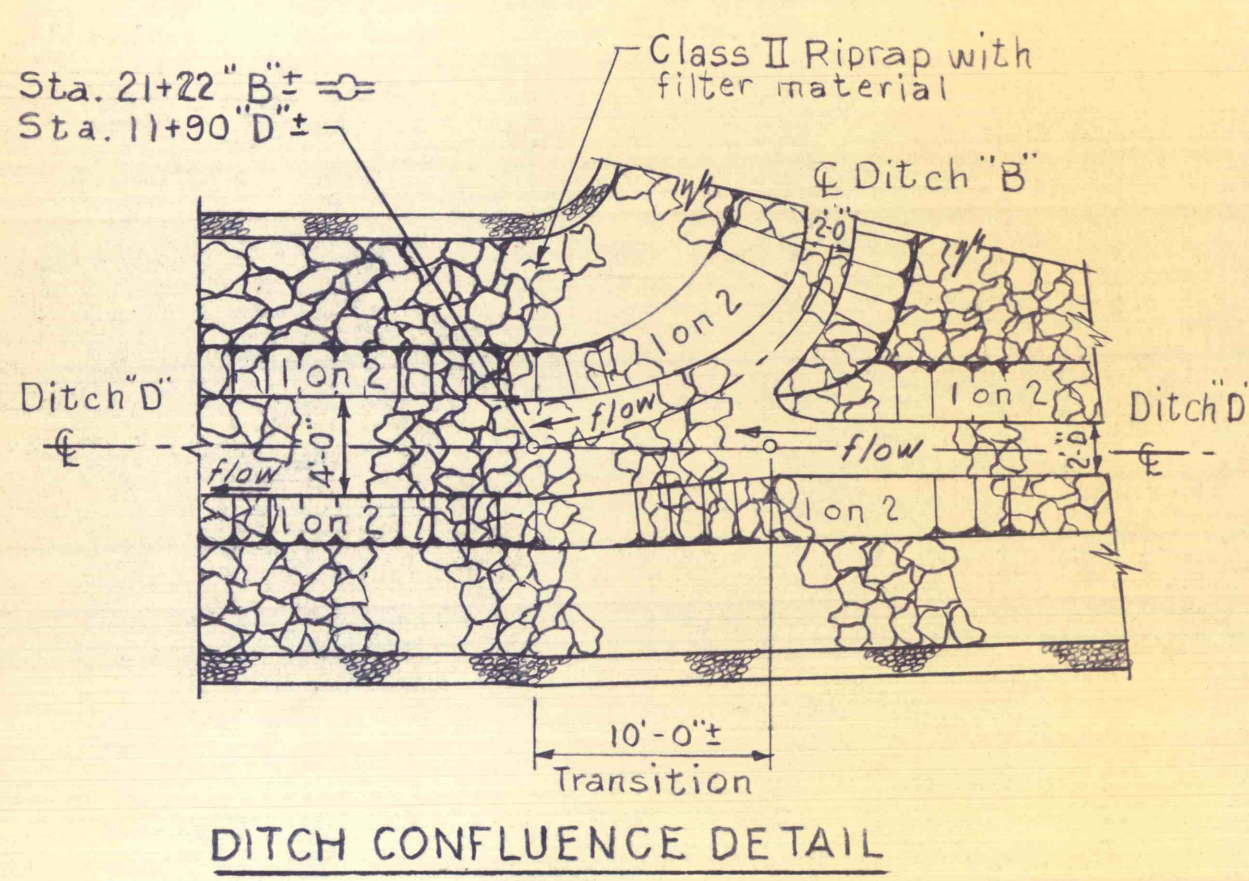 Sta. 21+22 "B"±
Sta. 11+90 "D"±
Class II Riprap with
filter material
℄ Ditch "B"
2'-0"
1 on 2
1 on 2
1 on 2
Ditch "D"
℄
flow
4'-0"
flow
flow
2'-0"
Ditch "D"
℄
1 on 2
1 on 2
10'-0"±
Transition
DITCH CONFLUENCE DETAIL